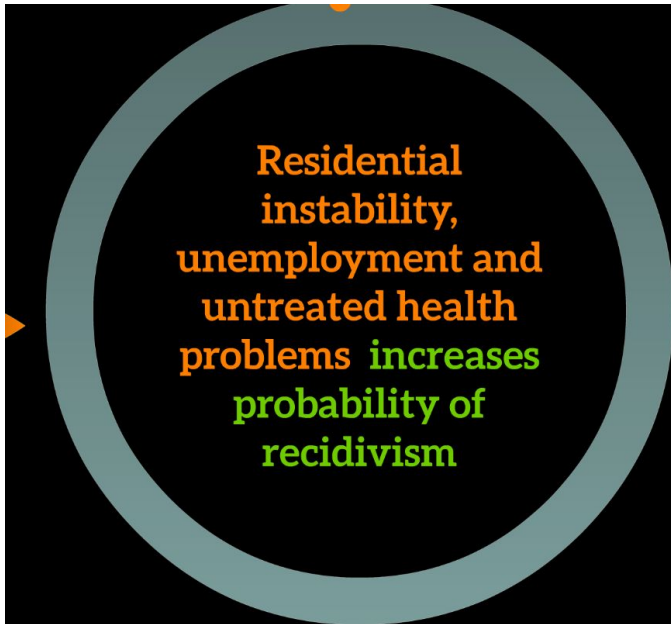 Residential
instability,
unemployment and
untreated health
problems increases
probability of
recidivism